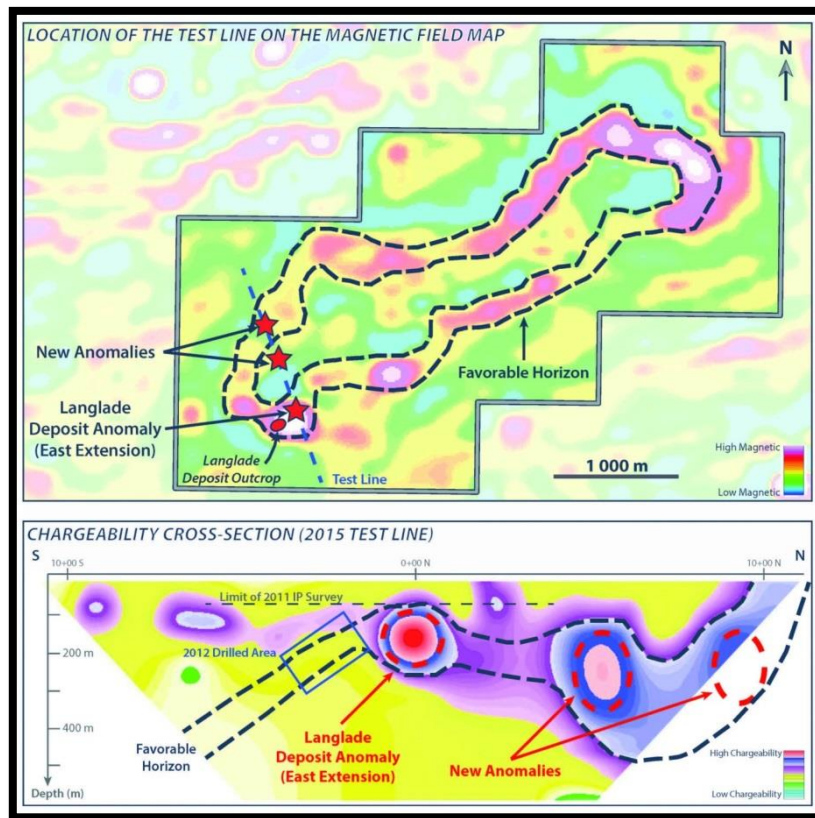 LOCATION OF THE TEST LINE ON THE MAGNETIC FIELD MAP
N
New Anomalies
Langlade
Deposit Anomaly
(East Extension)
Langlade
Deposit Outcrop
Test Line
Favorable Horizon
1 000 m
High Magnetic
Low Magnetic
CHARGEABILITY CROSS-SECTION (2015 TEST LINE)
S
N
10+00 S
0+00 N
10+00 N
Limit of 2011 IP Survey
2012 Drilled Area
200 m
400 m
Depth (m)
Favorable
Horizon
Langlade
Deposit Anomaly
(East Extension)
New Anomalies
High Chargeability
Low Chargeability